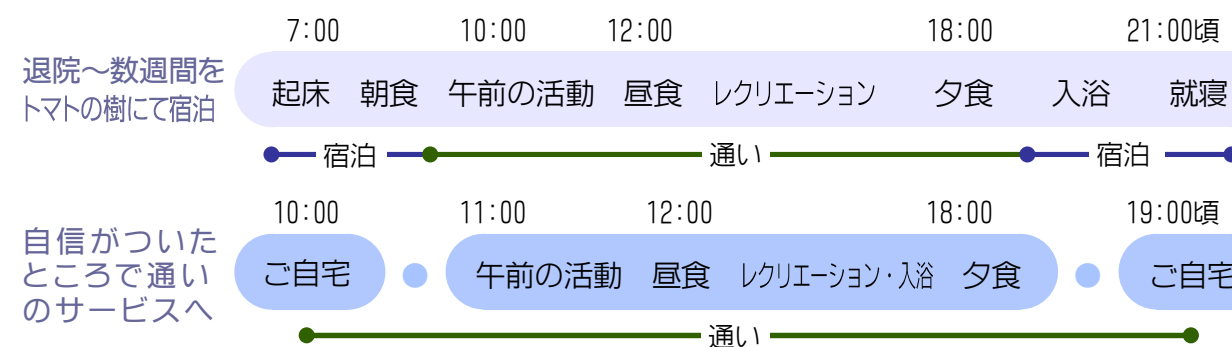 7:00 10:00 12:00 18:00 21:00頃
退院～数週間を
トマトの樹にて宿泊
起床 朝食 午前の活動 昼食 レクリエーション 夕食 入浴 就寝
宿泊 通い 宿泊
10:00 11:00 12:00 18:00 19:00頃
自信がついた
ところで通い
のサービスへ
ご自宅 午前の活動 昼食 レクリエーション・入浴 夕食 ご自宅
通い